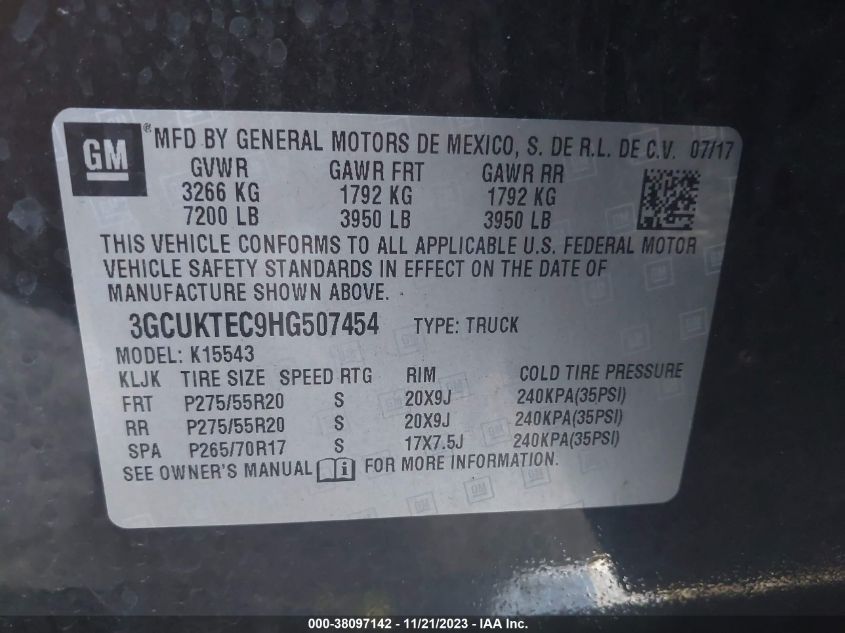 GM ® MFD BY GENERAL MOTORS DE MEXICO, S. DE R.L. DE C.V. 07/17
GVWR GAWR FRT GAWR RR
3266 KG 1792 KG 1792 KG
7200 LB 3950 LB 3950 LB
THIS VEHICLE CONFORMS TO ALL APPLICABLE U.S. FEDERAL MOTOR
VEHICLE SAFETY STANDARDS IN EFFECT ON THE DATE OF
MANUFACTURE SHOWN ABOVE.
3GCUKTEC9HG507454 TYPE: TRUCK
MODEL: K15543
KLJK TIRE SIZE SPEED RTG RIM COLD TIRE PRESSURE
FRT P275/55R20 S 20X9J 240KPA(35PSI)
RR P275/55R20 S 20X9J 240KPA(35PSI)
SPA P265/70R17 S 17X7.5J 240KPA(35PSI)
SEE OWNER'S MANUAL i FOR MORE INFORMATION.
000-38097142 - 11/21/2023 - IAA Inc.